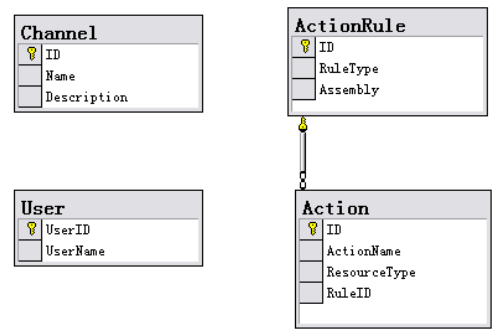 Channel
ID
Name
Description
ActionRule
ID
RuleType
Assembly
User
UserID
UserName
Action
ID
ActionName
ResourceType
RuleID